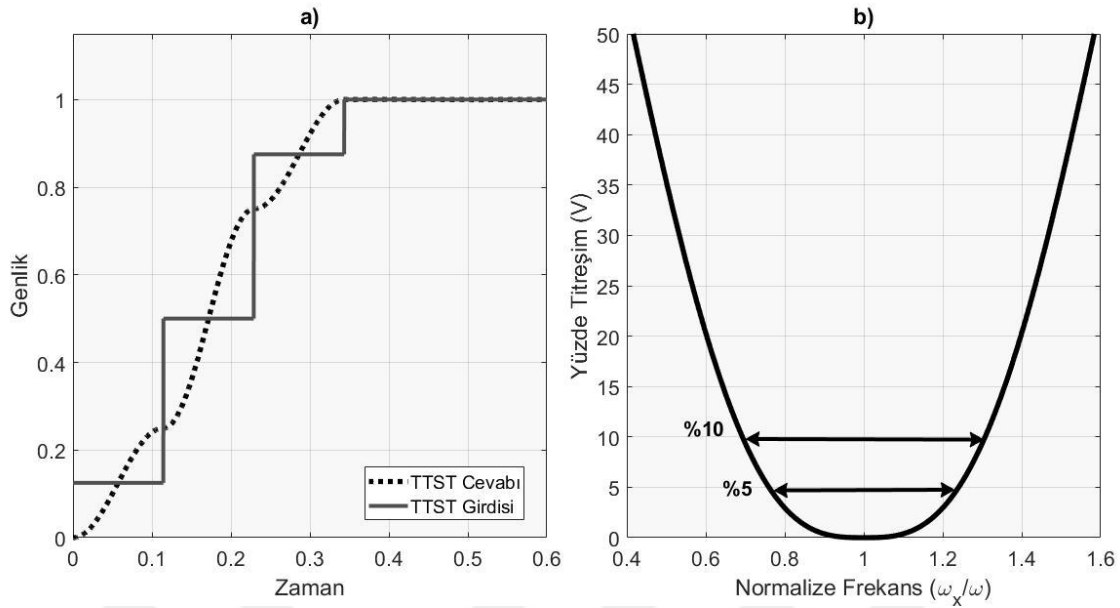 a)
1
0.8
0.6
0.4
0.2
0
Genlik
0 0.1 0.2 0.3 0.4 0.5 0.6
Zaman
TTST Cevabı
TTST Girdisi
b)
50
45
40
35
30
25
20
15
10
5
0
Yüzde Titreşim (V)
%10
%5
0.4 0.6 0.8 1 1.2 1.4 1.6
Normalize Frekans (ωx/ω)